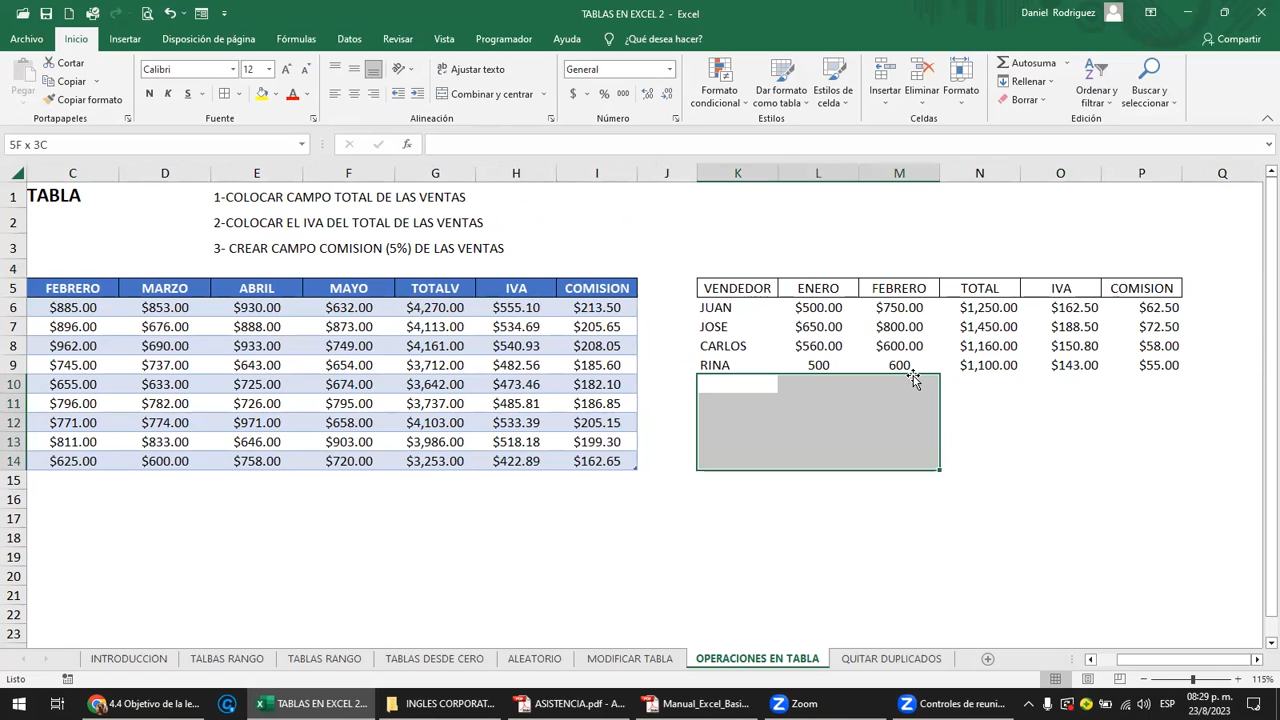 TABLAS EN EXCEL 2 - Excel
Daniel Rodriguez
Archivo Inicio Insertar Disposición de página Fórmulas Datos Revisar Vista Programador Ayuda ¿Qué desea hacer? Compartir
Pegar Cortar Copiar Copiar formato
Calibri 12 N K S
Ajustar texto Combinar y centrar
General $ % 000
Formato condicional Dar formato como tabla Estilos de celda
Insertar Eliminar Formato
Autosuma Rellenar Borrar Ordenar y filtrar Buscar y seleccionar
Portapapeles Fuente Alineación Número Estilos Celdas Edición
5F x 3C fx
C D E F G H I J K L M N O P Q
1 TABLA 1-COLOCAR CAMPO TOTAL DE LAS VENTAS
2 2-COLOCAR EL IVA DEL TOTAL DE LAS VENTAS
3 3- CREAR CAMPO COMISION (5%) DE LAS VENTAS
4
5 FEBRERO MARZO ABRIL MAYO TOTALV IVA COMISION VENDEDOR ENERO FEBRERO TOTAL IVA COMISION
6 $885.00 $853.00 $930.00 $632.00 $4,270.00 $555.10 $213.50 JUAN $500.00 $750.00 $1,250.00 $162.50 $62.50
7 $896.00 $676.00 $888.00 $873.00 $4,113.00 $534.69 $205.65 JOSE $650.00 $800.00 $1,450.00 $188.50 $72.50
8 $962.00 $690.00 $933.00 $749.00 $4,161.00 $540.93 $208.05 CARLOS $560.00 $600.00 $1,160.00 $150.80 $58.00
9 $745.00 $737.00 $643.00 $654.00 $3,712.00 $482.56 $185.60 RINA 500 600 $1,100.00 $143.00 $55.00
10 $655.00 $633.00 $725.00 $674.00 $3,642.00 $473.46 $182.10
11 $796.00 $782.00 $726.00 $795.00 $3,737.00 $485.81 $186.85
12 $771.00 $774.00 $971.00 $658.00 $4,103.00 $533.39 $205.15
13 $811.00 $833.00 $646.00 $903.00 $3,986.00 $518.18 $199.30
14 $625.00 $600.00 $758.00 $720.00 $3,253.00 $422.89 $162.65
15
16
17
18
19
20
21
22
23
INTRODUCCION TALBAS RANGO TABLAS RANGO TABLAS DESDE CERO ALEATORIO MODIFICAR TABLA OPERACIONES EN TABLA QUITAR DUPLICADOS
Listo 115%
4.4 Objetivo de la le... TABLAS EN EXCEL 2... INGLES CORPORAT... ASISTENCIA.pdf - A... Manual_Excel_Basi... Zoom Controles de reuni... ESP 08:29 p. m.
23/8/2023